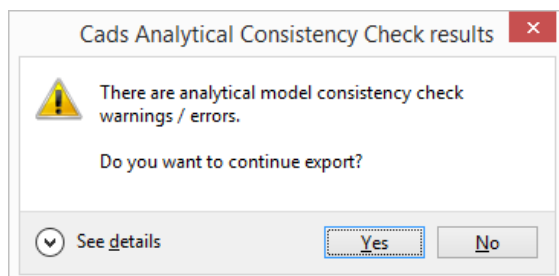 Cads Analytical Consistency Check results
There are analytical model consistency check
warnings / errors.
Do you want to continue export?
See details
Yes
No